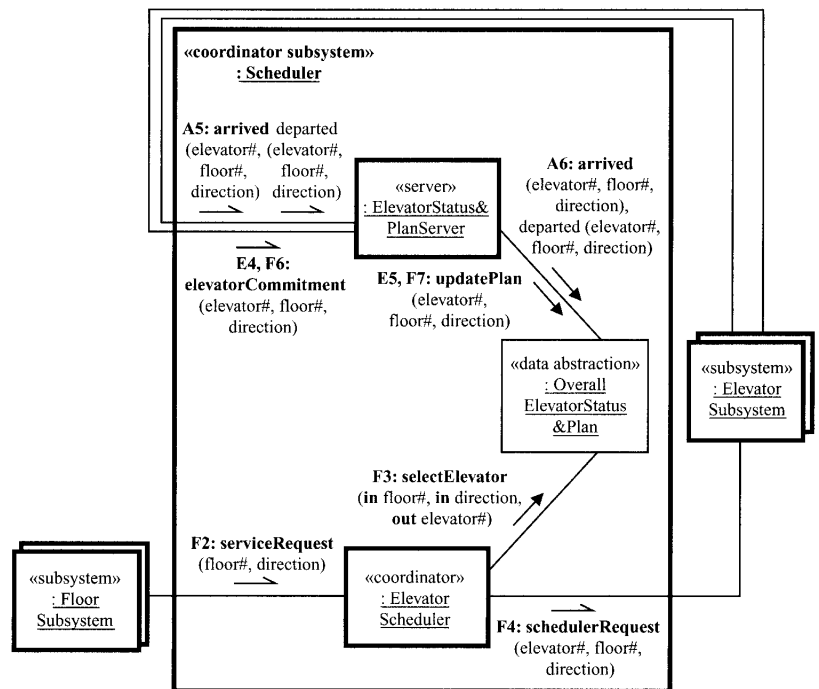 «coordinator subsystem»
: Scheduler
A5: arrived departed
(elevator#, (elevator#,
floor#, floor#,
direction) direction)
«server»
: ElevatorStatus&
PlanServer
A6: arrived
(elevator#, floor#,
direction),
departed (elevator#,
floor#, direction)
E4, F6:
elevatorCommitment
(elevator#, floor#,
direction)
E5, F7: updatePlan
(elevator#,
floor#, direction)
«data abstraction»
: Overall
ElevatorStatus
&Plan
«subsystem»
: Elevator
Subsystem
F3: selectElevator
(in floor#, in direction,
out elevator#)
F2: serviceRequest
(floor#, direction)
«subsystem»
: Floor
Subsystem
«coordinator»
: Elevator
Scheduler
F4: schedulerRequest
(elevator#, floor#,
direction)